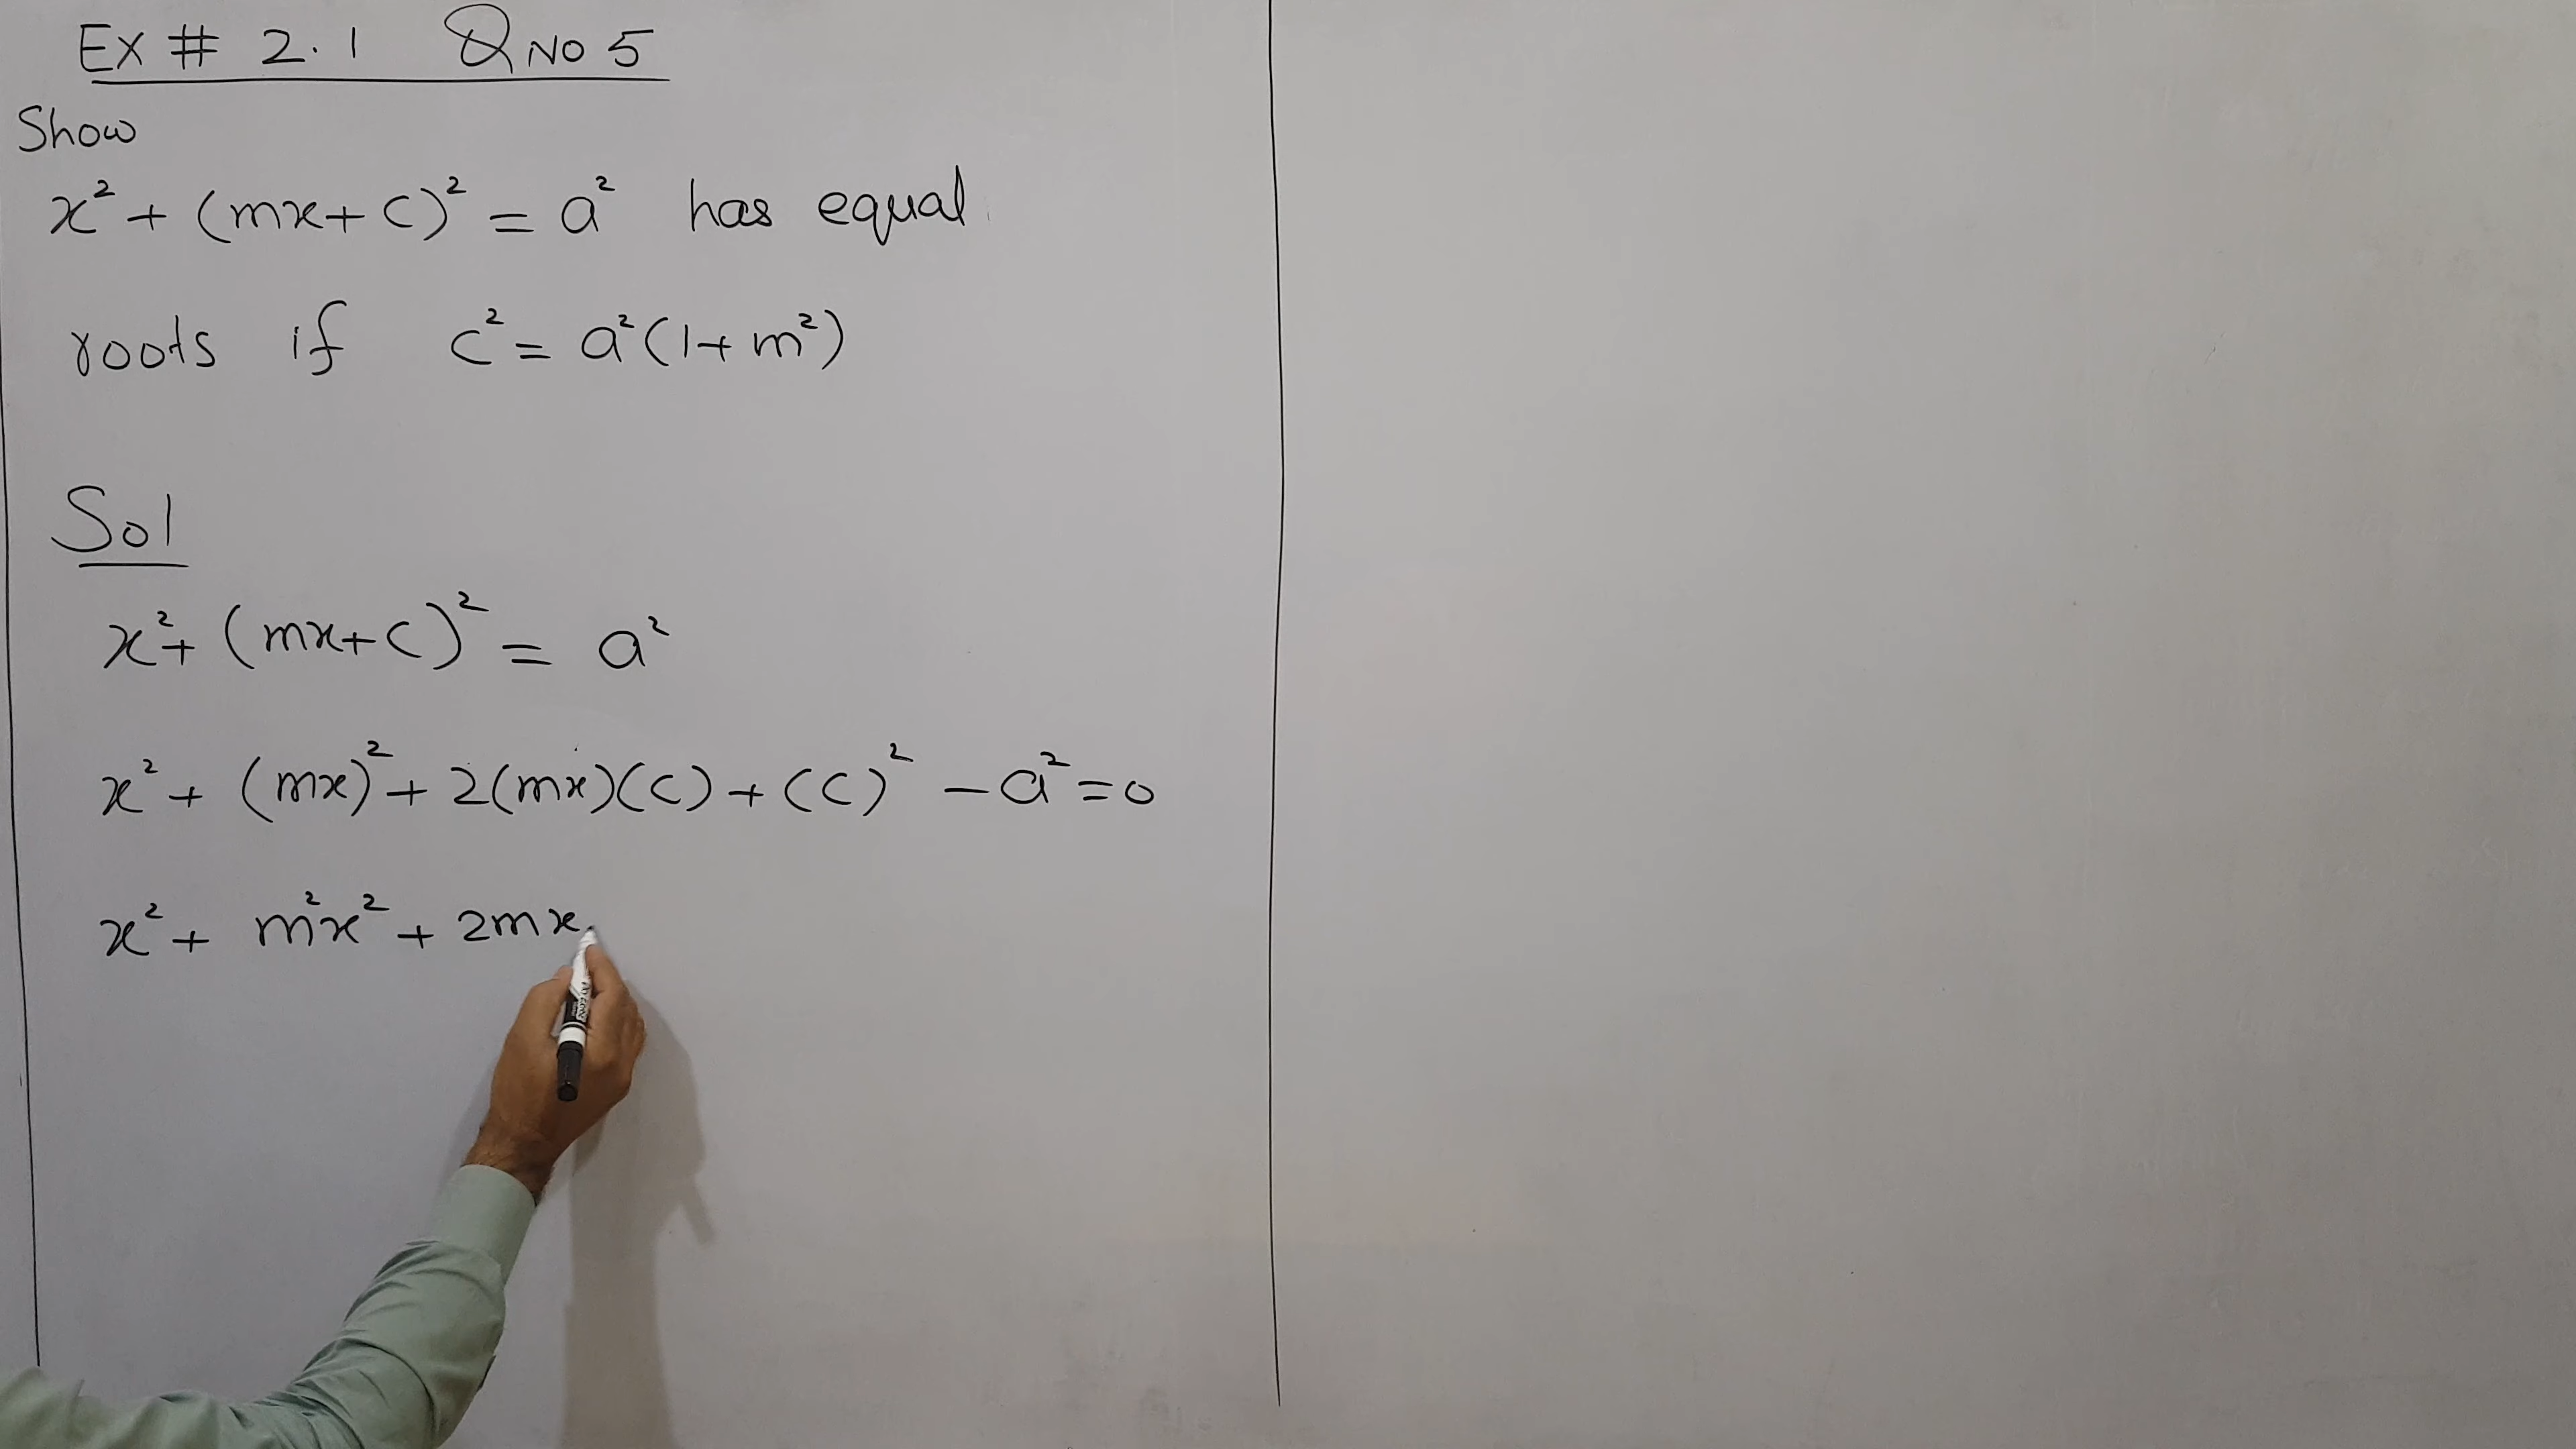 EX # 2.1 Q NO 5
Show
x² + (mx + c)² = a² has equal
roots if c² = a²(1 + m²)
Sol
x² + (mx + c)² = a²
x² + (mx)² + 2(mx)(c) + (c)² - a² = 0
x² + m²x² + 2mx